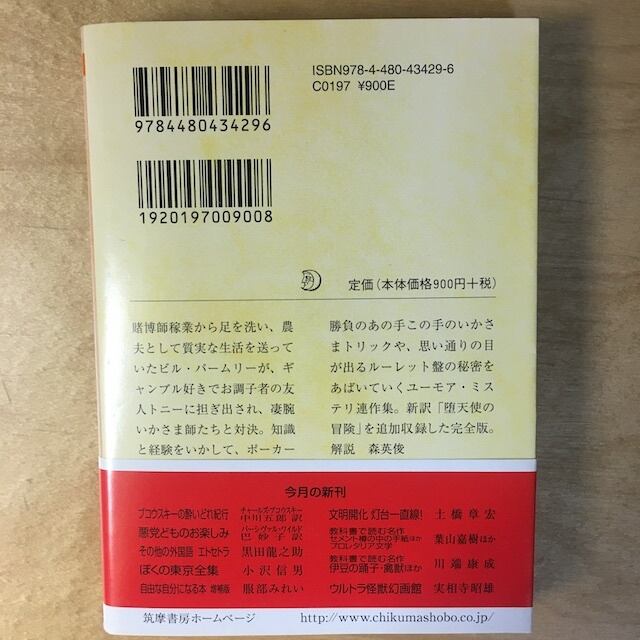 ISBN978-4-480-43429-6
C0197 ¥900E
9784480434296
1920197009008
定価(本体価格900円+税)
賭博師稼業から足を洗い、農
夫として質実な生活を送って
いたビル・パームリーが、ギ
ャンブル好きでお調子者の友
人トニーに担ぎ出され、凄腕
いかさま師たちと対決。知識
と経験をいかして、ポーカー
勝負のあの手この手のいかさ
まトリックや、思い通りの目
が出るルーレット盤の秘密を
あばいていくユーモア・ミス
テリ連作集。新訳「堕天使の
冒険」を追加収録した完全版。
解説 森英俊
今月の新刊
ブコウスキーの酔いどれ紀行 チャールズ・ブコウスキー 中川五郎 訳
悪党どものお楽しみ パーシヴァル・ワイルド 巴妙子 訳
その他の外国語 エトセトラ 黒田龍之助
ぼくの東京全集 小沢信男
自由な自分になる本 増補版 服部みれい
文明開化 灯台一直線! 土橋章宏
教科書で読む名作 セメント樽の中の手紙ほか プロレタリア文学 葉山嘉樹ほか
教科書で読む名作 伊豆の踊子・禽獣ほか 川端康成
ウルトラ怪獣幻画館 実相寺昭雄
筑摩書房ホームページ http://www.chikumashobo.co.jp/